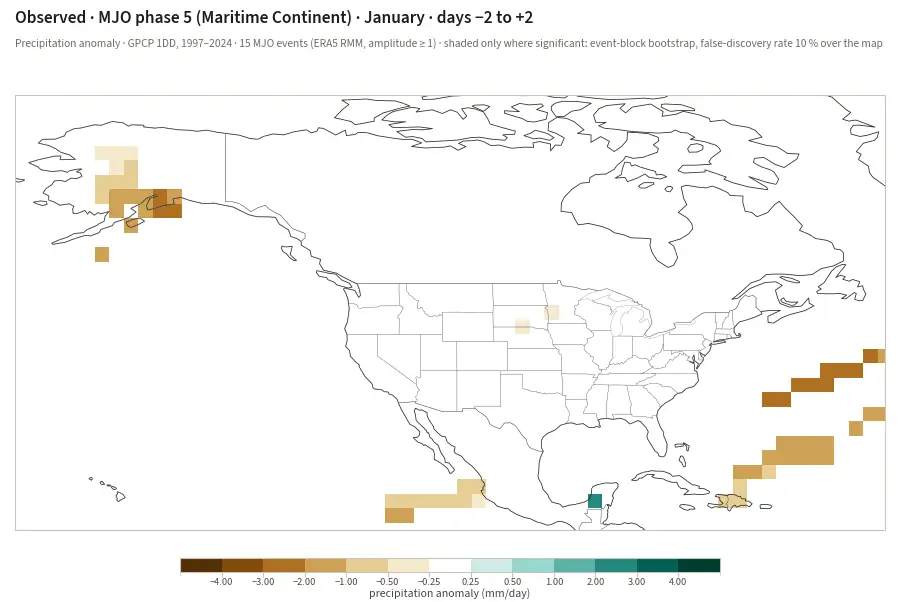 Observed · MJO phase 5 (Maritime Continent) · January · days −2 to +2
Precipitation anomaly · GPCP 1DD, 1997–2024 · 15 MJO events (ERA5 RMM, amplitude ≥ 1) · shaded only where significant: event-block bootstrap, false-discovery rate 10 % over the map
−4.00 −3.00 −2.00 −1.00 −0.50 −0.25 0.25 0.50 1.00 2.00 3.00 4.00
precipitation anomaly (mm/day)